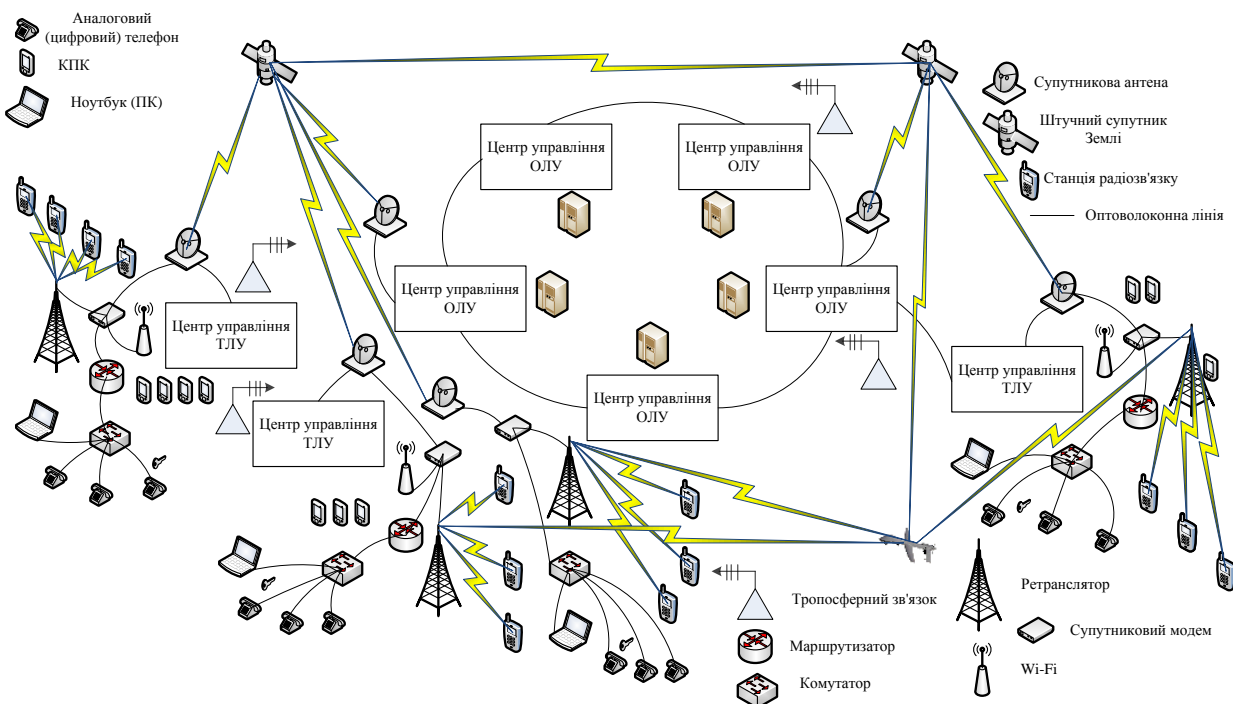 Аналоговий
(цифровий) телефон
КПК
Ноутбук (ПК)
Супутникова антена
Штучний супутник
Землі
Станція радіозв'язку
Оптоволоконна лінія
Центр управління
ОЛУ
Центр управління
ОЛУ
Центр управління
ОЛУ
Центр управління
ОЛУ
Центр управління
ТЛУ
Центр управління
ТЛУ
Центр управління
ОЛУ
Центр управління
ТЛУ
Тропосферний зв'язок
Маршрутизатор
Комутатор
Ретранслятор
Супутниковий модем
Wi-Fi